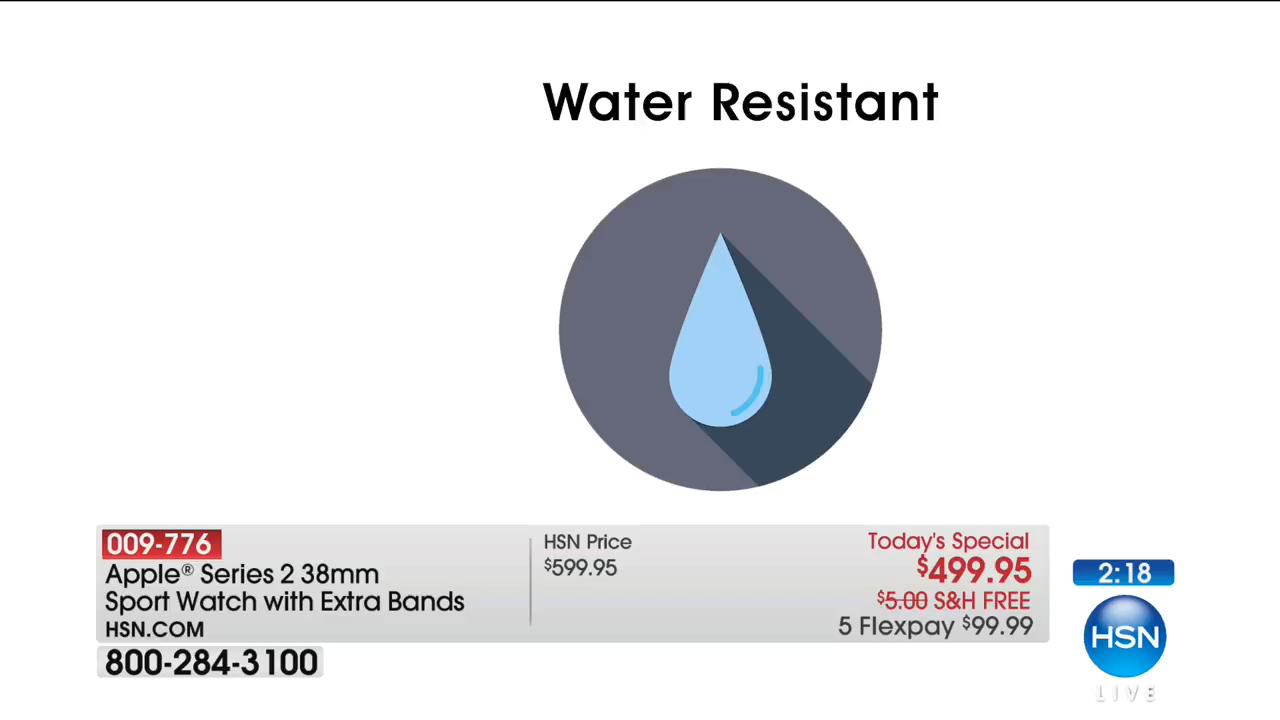 Water Resistant
009-776
Apple® Series 2 38mm
Sport Watch with Extra Bands
HSN.COM
800-284-3100
HSN Price
$599.95
Today's Special
$499.95
$5.00 S&H FREE
5 Flexpay $99.99
2:18
HSN
LIVE